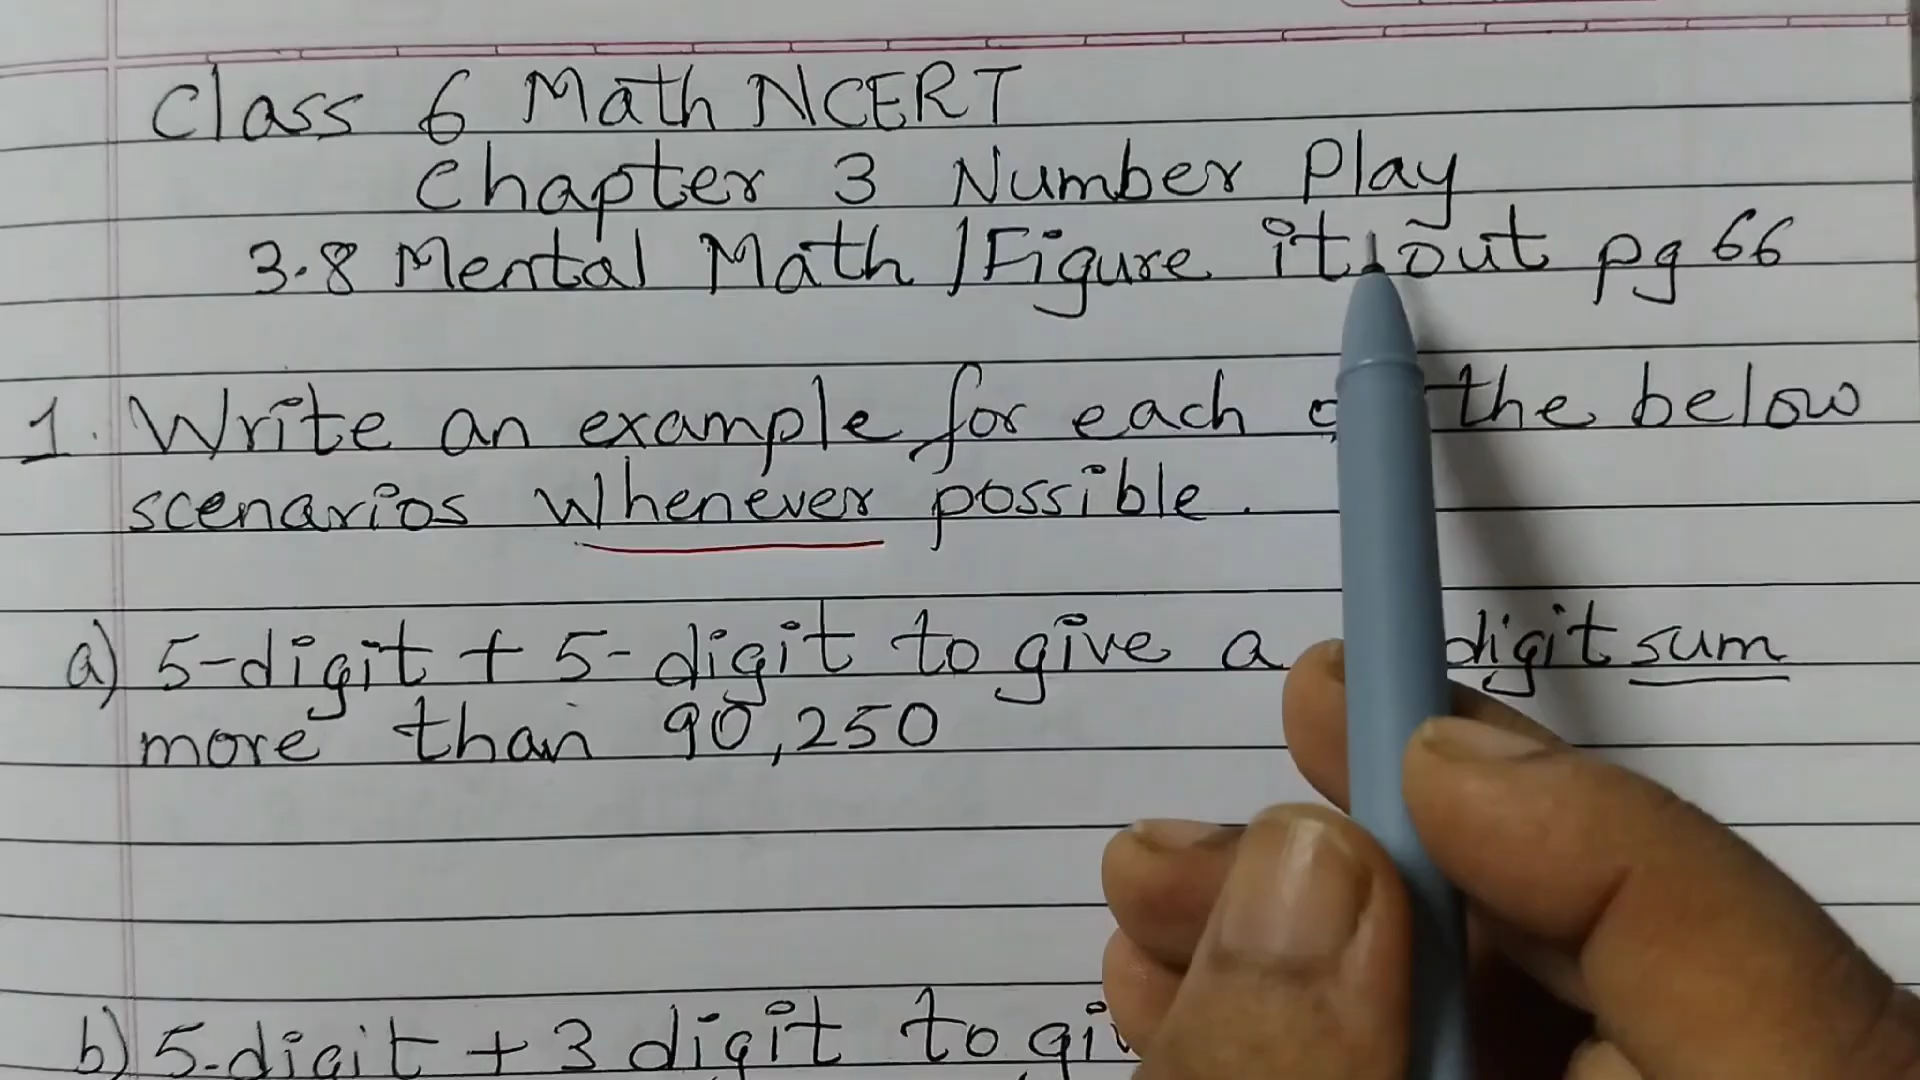 Class 6 Math NCERT
Chapter 3 Number Play
3.8 Mental Math / Figure it out pg 66
1. Write an example for each the below
scenarios whenever possible.
a) 5-digit + 5-digit to give a digit sum
more than 90,250
b) 5-digit + 3 digit to